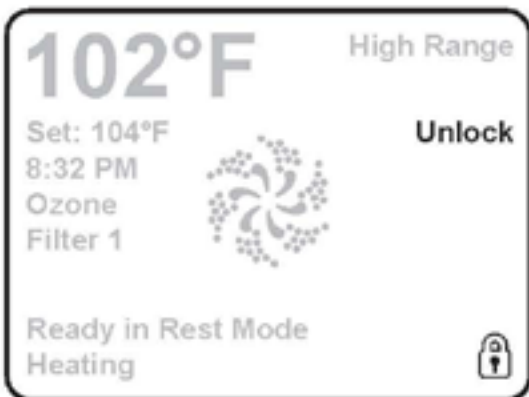 102°F
High Range
Set: 104°F
Unlock
8:32 PM
Ozone
Filter 1
Ready in Rest Mode
Heating